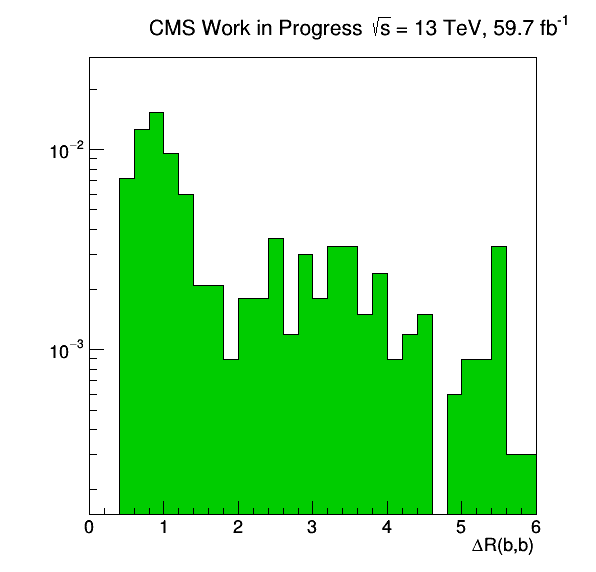 CMS Work in Progress √s = 13 TeV, 59.7 fb⁻¹
10⁻²
10⁻³
0 1 2 3 4 5 6
ΔR(b,b)